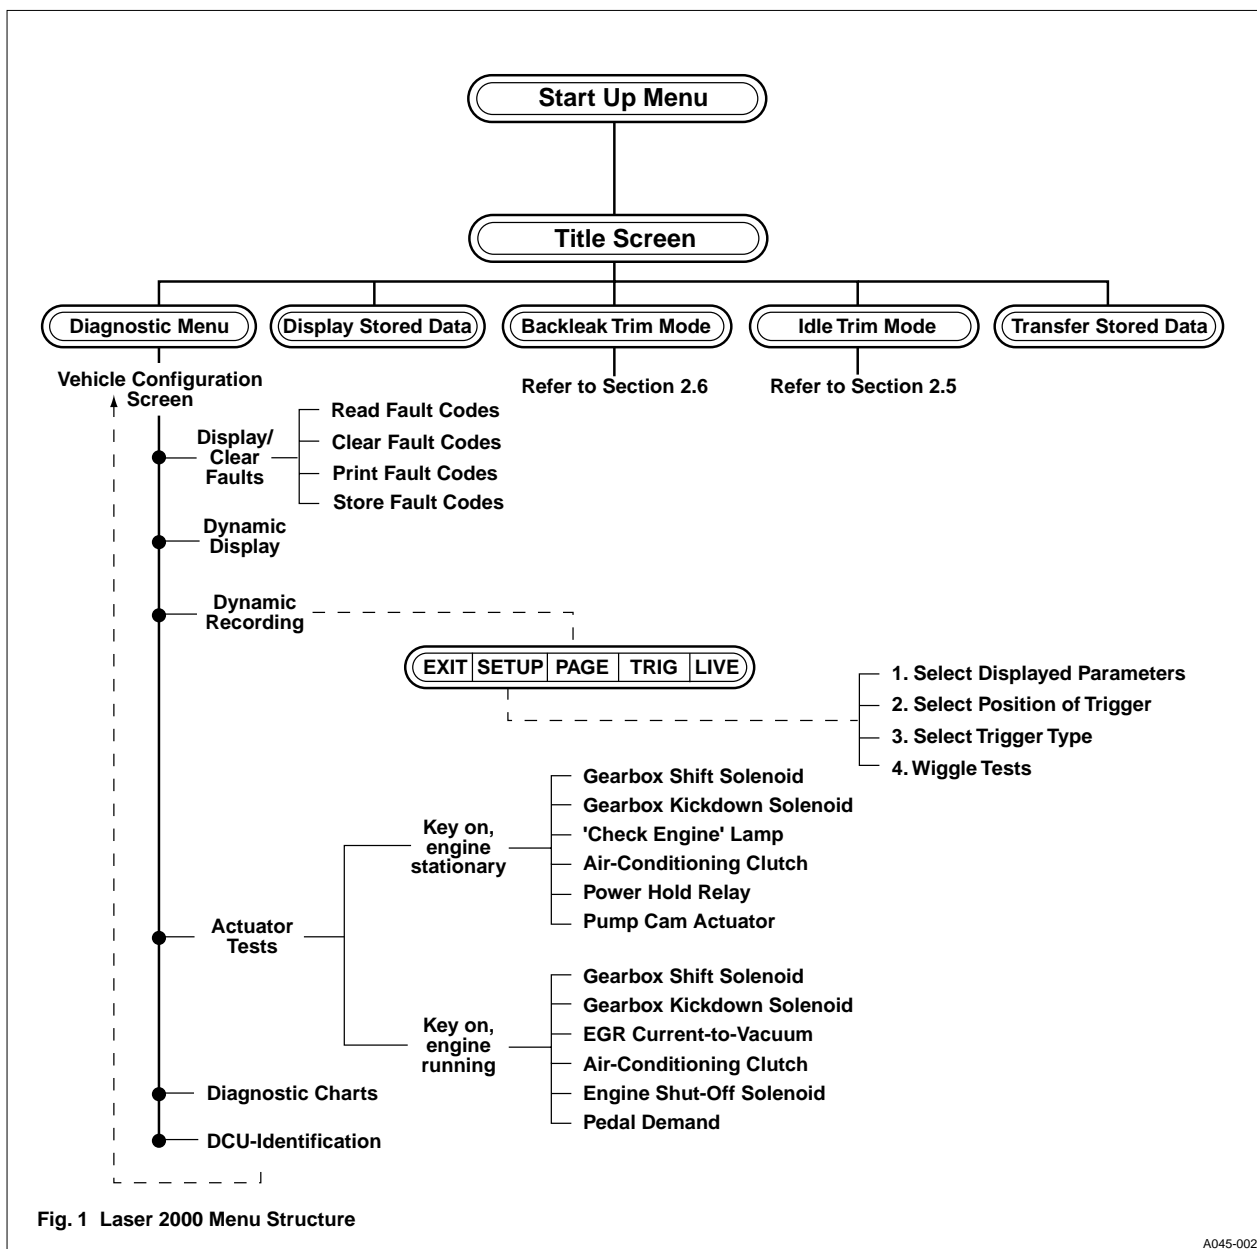 Start Up Menu
Title Screen
Diagnostic Menu
Display Stored Data
Backleak Trim Mode
Idle Trim Mode
Transfer Stored Data
Vehicle Configuration
Screen
Refer to Section 2.6
Refer to Section 2.5
Display/
Clear
Faults
Read Fault Codes
Clear Fault Codes
Print Fault Codes
Store Fault Codes
Dynamic
Display
Dynamic
Recording
EXIT SETUP PAGE TRIG LIVE
1. Select Displayed Parameters
2. Select Position of Trigger
3. Select Trigger Type
4. Wiggle Tests
Actuator
Tests
Key on,
engine
stationary
Gearbox Shift Solenoid
Gearbox Kickdown Solenoid
'Check Engine' Lamp
Air-Conditioning Clutch
Power Hold Relay
Pump Cam Actuator
Key on,
engine
running
Gearbox Shift Solenoid
Gearbox Kickdown Solenoid
EGR Current-to-Vacuum
Air-Conditioning Clutch
Engine Shut-Off Solenoid
Pedal Demand
Diagnostic Charts
DCU-Identification
Fig. 1 Laser 2000 Menu Structure
A045-002